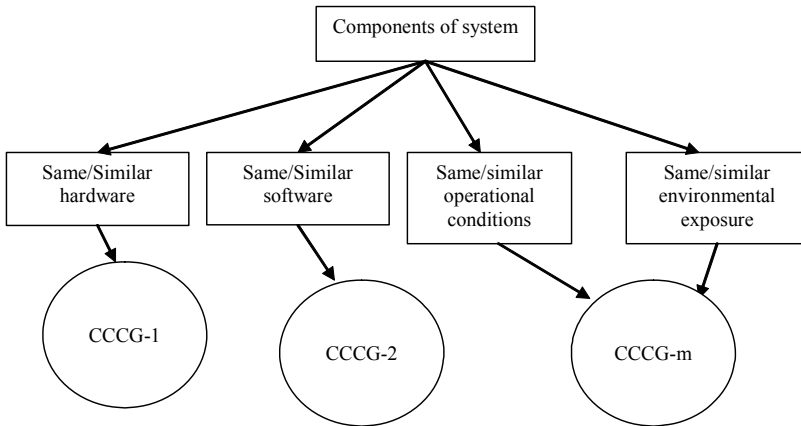 Components of system
Same/Similar
hardware
Same/Similar
software
Same/similar
operational
conditions
Same/similar
environmental
exposure
CCCG-1
CCCG-2
CCCG-m